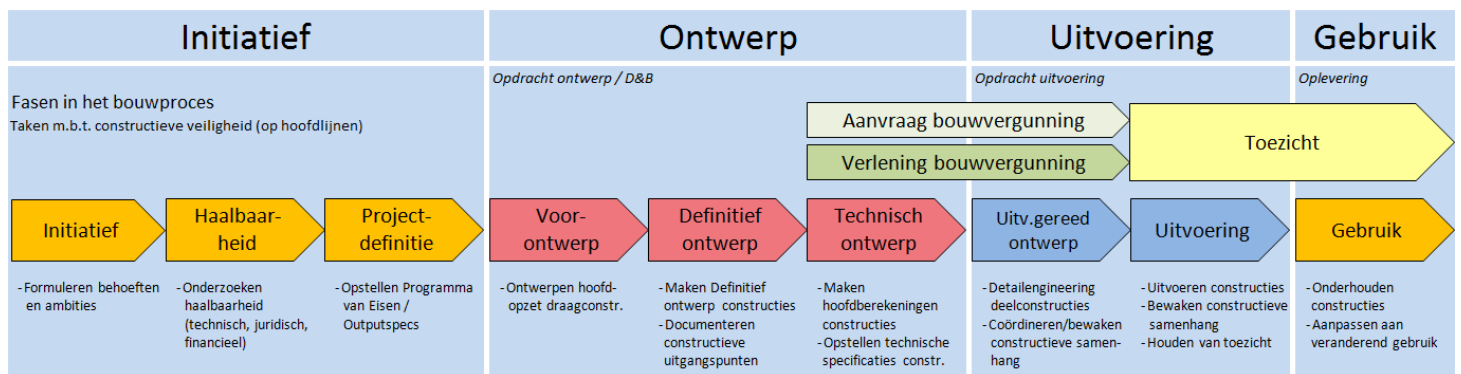 Initiatief
Ontwerp
Uitvoering
Gebruik
Opdracht ontwerp / D&B
Opdracht uitvoering
Oplevering
Fasen in het bouwproces
Taken m.b.t. constructieve veiligheid (op hoofdlijnen)
Aanvraag bouwvergunning
Verlening bouwvergunning
Toezicht
Initiatief
Haalbaar-
heid
Project-
definitie
Voor-
ontwerp
Definitief
ontwerp
Technisch
ontwerp
Uitv.gereed
ontwerp
Uitvoering
Gebruik
- Formuleren behoeften
en ambities
- Onderzoeken
haalbaarheid
(technisch, juridisch,
financieel)
- Opstellen Programma
van Eisen /
Outputspecs
- Ontwerpen hoofd-
opzet draagconstr.
- Maken Definitief
ontwerp constructies
- Documenteren
constructieve
uitgangspunten
- Maken
hoofdberekeningen
constructies
- Opstellen technische
specificaties constr.
- Detailengineering
deelconstructies
- Coördineren/bewaken
constructieve samen-
hang
- Uitvoeren constructies
- Bewaken constructieve
samenhang
- Houden van toezicht
- Onderhouden
constructies
- Aanpassen aan
veranderend gebruik